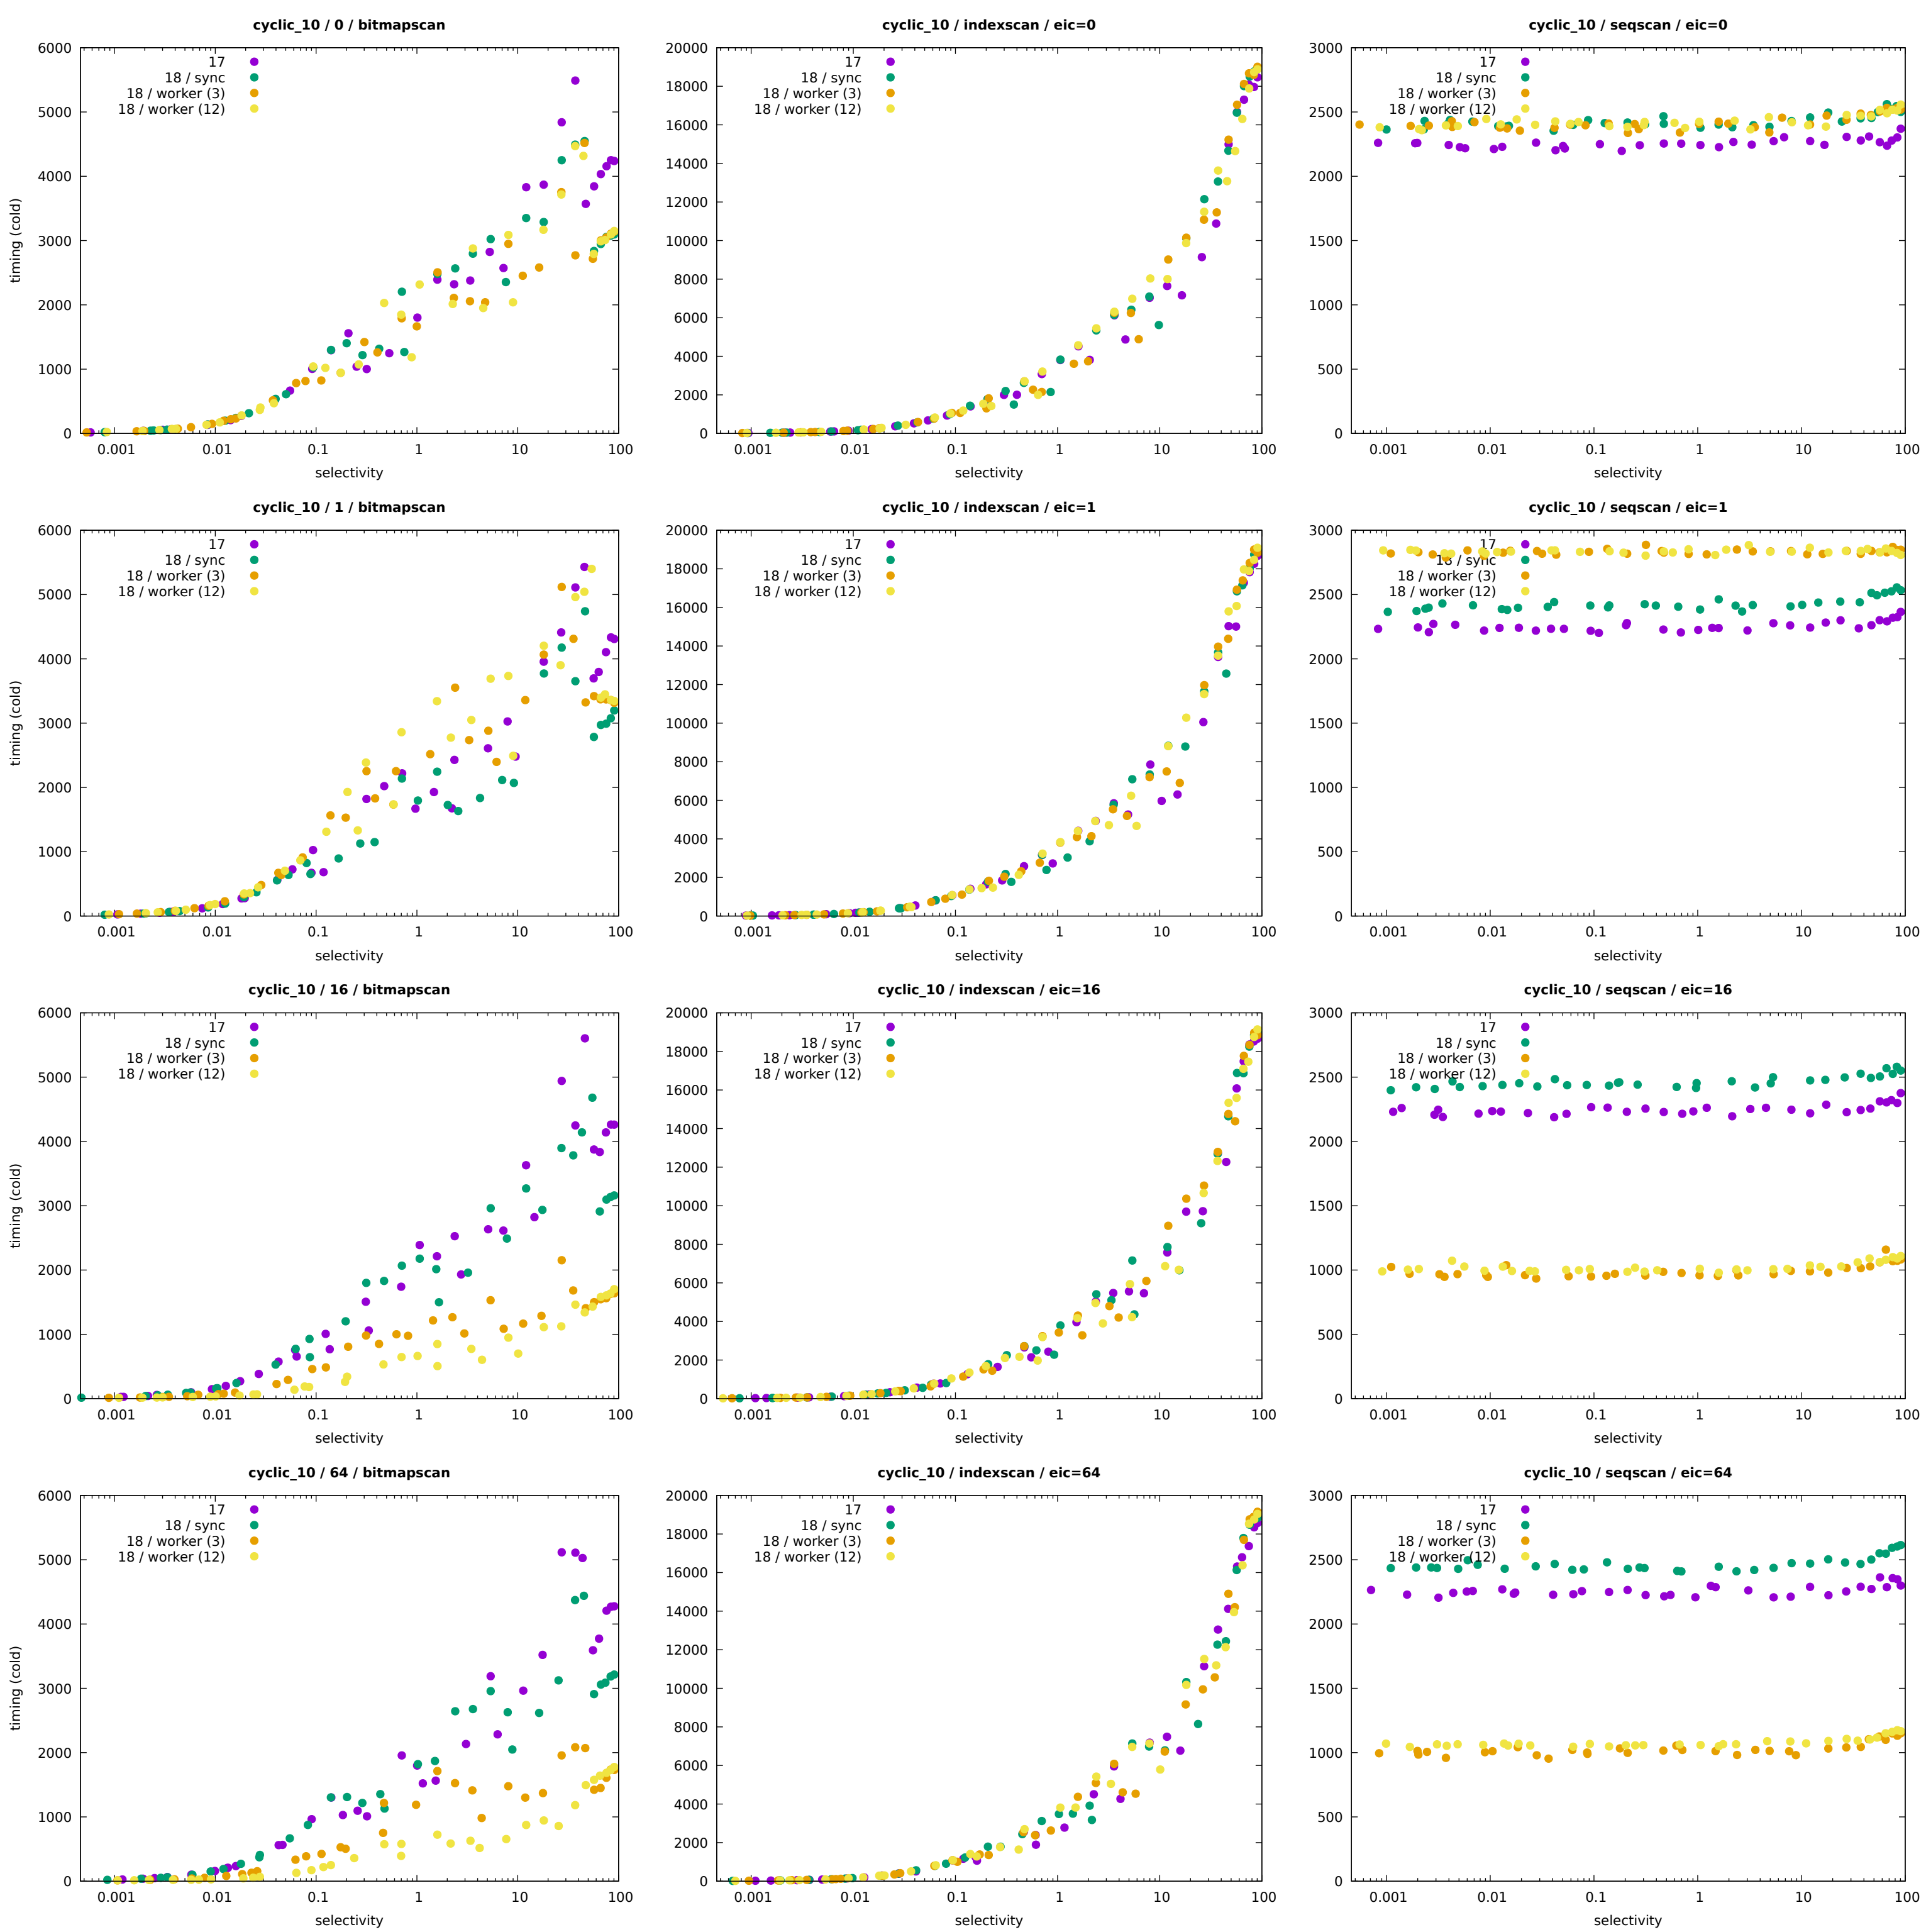 cyclic_10 / 0 / bitmapscan
timing (cold)
6000
5000
4000
3000
2000
1000
0
17
18 / sync
18 / worker (3)
18 / worker (12)
0.001 0.01 0.1 1 10 100
selectivity
cyclic_10 / indexscan / eic=0
20000
18000
16000
14000
12000
10000
8000
6000
4000
2000
0
17
18 / sync
18 / worker (3)
18 / worker (12)
0.001 0.01 0.1 1 10 100
selectivity
cyclic_10 / seqscan / eic=0
3000
2500
2000
1500
1000
500
0
17
18 / sync
18 / worker (3)
18 / worker (12)
0.001 0.01 0.1 1 10 100
selectivity
cyclic_10 / 1 / bitmapscan
timing (cold)
6000
5000
4000
3000
2000
1000
0
17
18 / sync
18 / worker (3)
18 / worker (12)
0.001 0.01 0.1 1 10 100
selectivity
cyclic_10 / indexscan / eic=1
20000
18000
16000
14000
12000
10000
8000
6000
4000
2000
0
17
18 / sync
18 / worker (3)
18 / worker (12)
0.001 0.01 0.1 1 10 100
selectivity
cyclic_10 / seqscan / eic=1
3000
2500
2000
1500
1000
500
0
17
18 / sync
18 / worker (3)
18 / worker (12)
0.001 0.01 0.1 1 10 100
selectivity
cyclic_10 / 16 / bitmapscan
timing (cold)
6000
5000
4000
3000
2000
1000
0
17
18 / sync
18 / worker (3)
18 / worker (12)
0.001 0.01 0.1 1 10 100
selectivity
cyclic_10 / indexscan / eic=16
20000
18000
16000
14000
12000
10000
8000
6000
4000
2000
0
17
18 / sync
18 / worker (3)
18 / worker (12)
0.001 0.01 0.1 1 10 100
selectivity
cyclic_10 / seqscan / eic=16
3000
2500
2000
1500
1000
500
0
17
18 / sync
18 / worker (3)
18 / worker (12)
0.001 0.01 0.1 1 10 100
selectivity
cyclic_10 / 64 / bitmapscan
timing (cold)
6000
5000
4000
3000
2000
1000
0
17
18 / sync
18 / worker (3)
18 / worker (12)
0.001 0.01 0.1 1 10 100
selectivity
cyclic_10 / indexscan / eic=64
20000
18000
16000
14000
12000
10000
8000
6000
4000
2000
0
17
18 / sync
18 / worker (3)
18 / worker (12)
0.001 0.01 0.1 1 10 100
selectivity
cyclic_10 / seqscan / eic=64
3000
2500
2000
1500
1000
500
0
17
18 / sync
18 / worker (3)
18 / worker (12)
0.001 0.01 0.1 1 10 100
selectivity